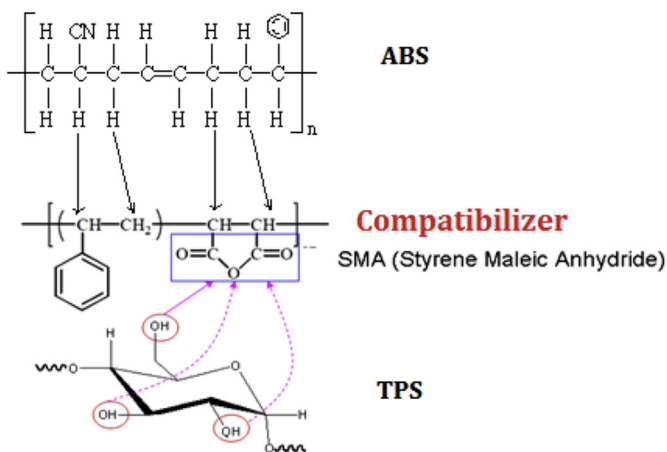 H CN H H H H H
ABS
C C C C=C C C C
H H H H H H H
n
CH CH₂ CH CH
Compatibilizer
O=C C=O
O
SMA (Styrene Maleic Anhydride)
OH
H
O O
TPS
OH
OH H
O